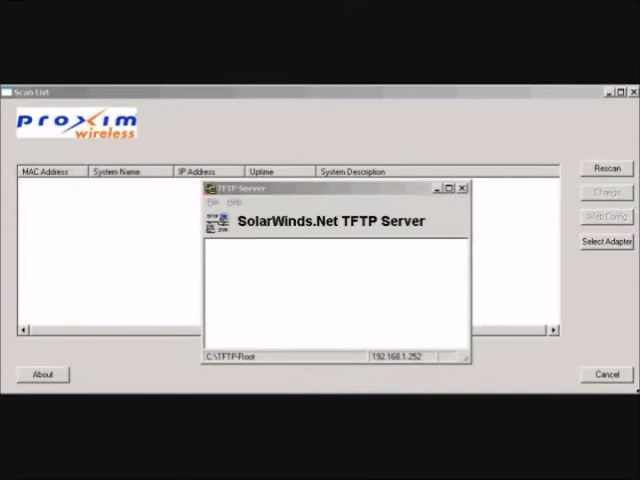 Scan List
proxim
wireless
MAC Address System Name IP Address Uptime System Description
Rescan
Change
Web Config
Select Adapter
TFTP Server
File Help
SolarWinds.Net TFTP Server
C:\TFTP-Root 192.168.1.252
About
Cancel